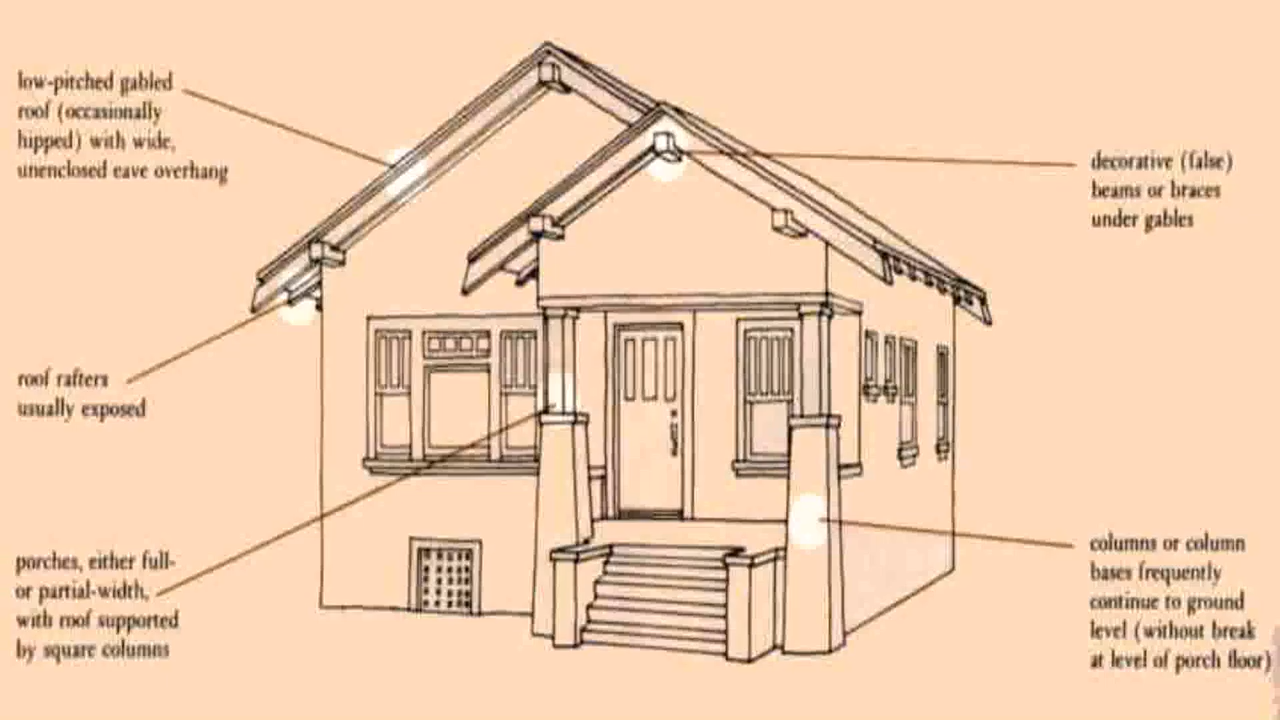 low-pitched gabled
roof (occasionally
hipped) with wide,
unenclosed eave overhang
decorative (false)
beams or braces
under gables
roof rafters
usually exposed
porches, either full-
or partial-width,
with roof supported
by square columns
columns or column
bases frequently
continue to ground
level (without break
at level of porch floor)